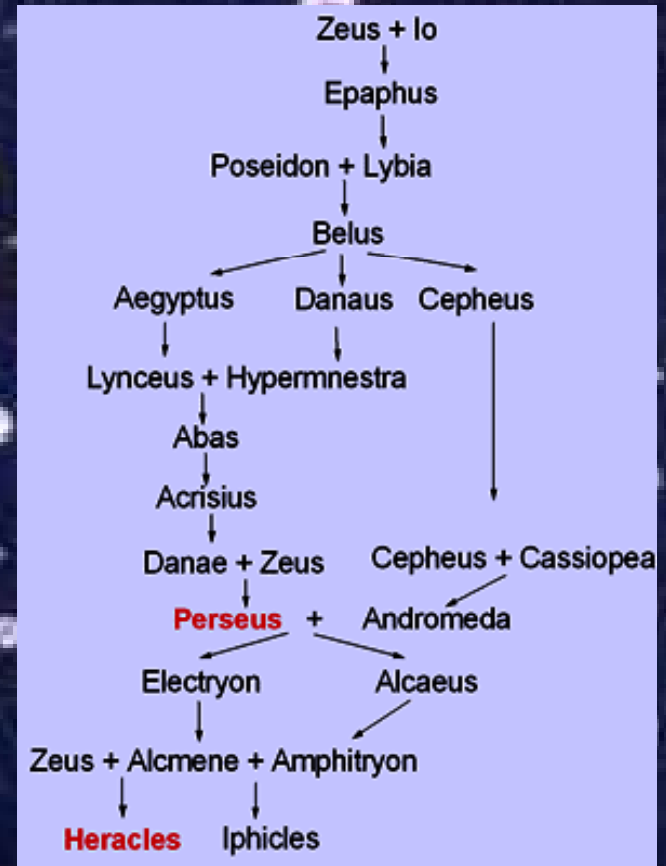 Zeus + Io
Epaphus
Poseidon + Lybia
Belus
Aegyptus Danaus Cepheus
Lynceus + Hypermnestra
Abas
Acrisius
Danae + Zeus Cepheus + Cassiopea
Perseus + Andromeda
Electryon Alcaeus
Zeus + Alcmene + Amphitryon
Heracles Iphicles